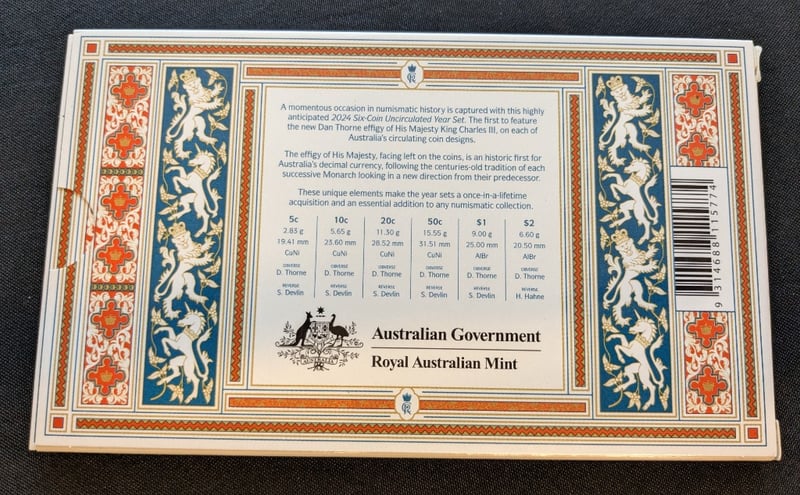 A momentous occasion in numismatic history is captured with this highly
anticipated 2024 Six-Coin Uncirculated Year Set. The first to feature
the new Dan Thorne effigy of His Majesty King Charles III, on each of
Australia's circulating coin designs.
The effigy of His Majesty, facing left on the coins, is an historic first for
Australia's decimal currency, following the centuries-old tradition of each
successive Monarch looking in a new direction from their predecessor.
These unique elements make the year sets a once-in-a-lifetime
acquisition and an essential addition to any numismatic collection.
5c 10c 20c 50c $1 $2
2.83 g 5.65 g 11.30 g 15.55 g 9.00 g 6.60 g
19.41 mm 23.60 mm 28.52 mm 31.51 mm 25.00 mm 20.50 mm
CuNi CuNi CuNi CuNi AlBr AlBr
OBVERSE OBVERSE OBVERSE OBVERSE OBVERSE OBVERSE
D. Thorne D. Thorne D. Thorne D. Thorne D. Thorne D. Thorne
REVERSE REVERSE REVERSE REVERSE REVERSE REVERSE
S. Devlin S. Devlin S. Devlin S. Devlin S. Devlin H. Hahne
AUSTRALIA
Australian Government
Royal Australian Mint
9 314688 115774